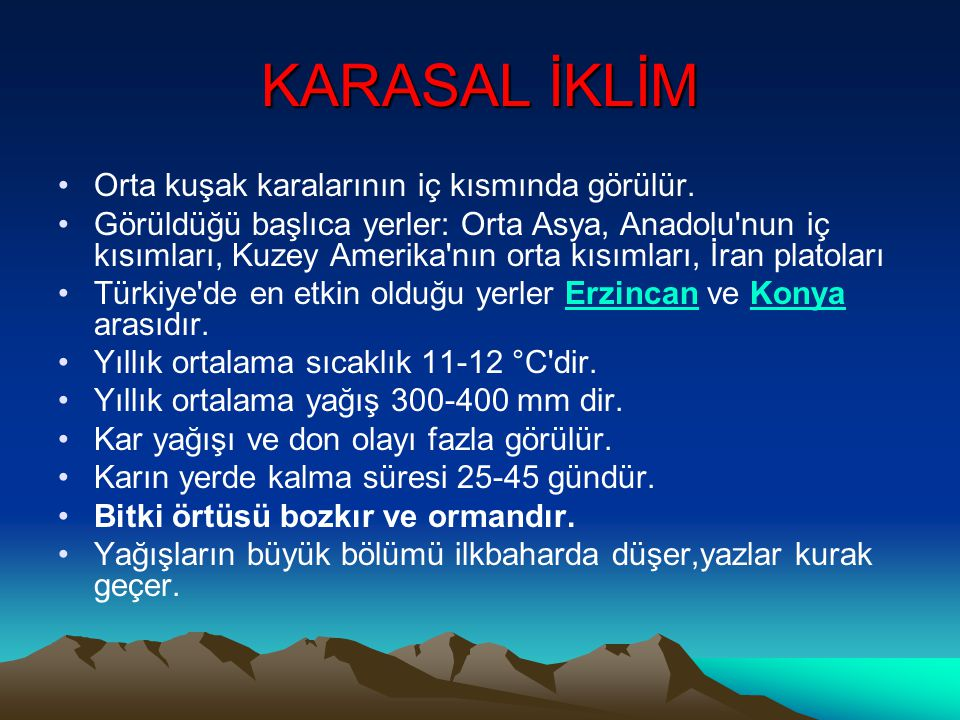 KARASAL İKLİM
• Orta kuşak karalarının iç kısmında görülür.
• Görüldüğü başlıca yerler: Orta Asya, Anadolu'nun iç
kısımları, Kuzey Amerika'nın orta kısımları, İran platoları
• Türkiye'de en etkin olduğu yerler Erzincan ve Konya
arasıdır.
• Yıllık ortalama sıcaklık 11-12 °C'dir.
• Yıllık ortalama yağış 300-400 mm dir.
• Kar yağışı ve don olayı fazla görülür.
• Karın yerde kalma süresi 25-45 gündür.
• Bitki örtüsü bozkır ve ormandır.
• Yağışların büyük bölümü ilkbaharda düşer,yazlar kurak
geçer.